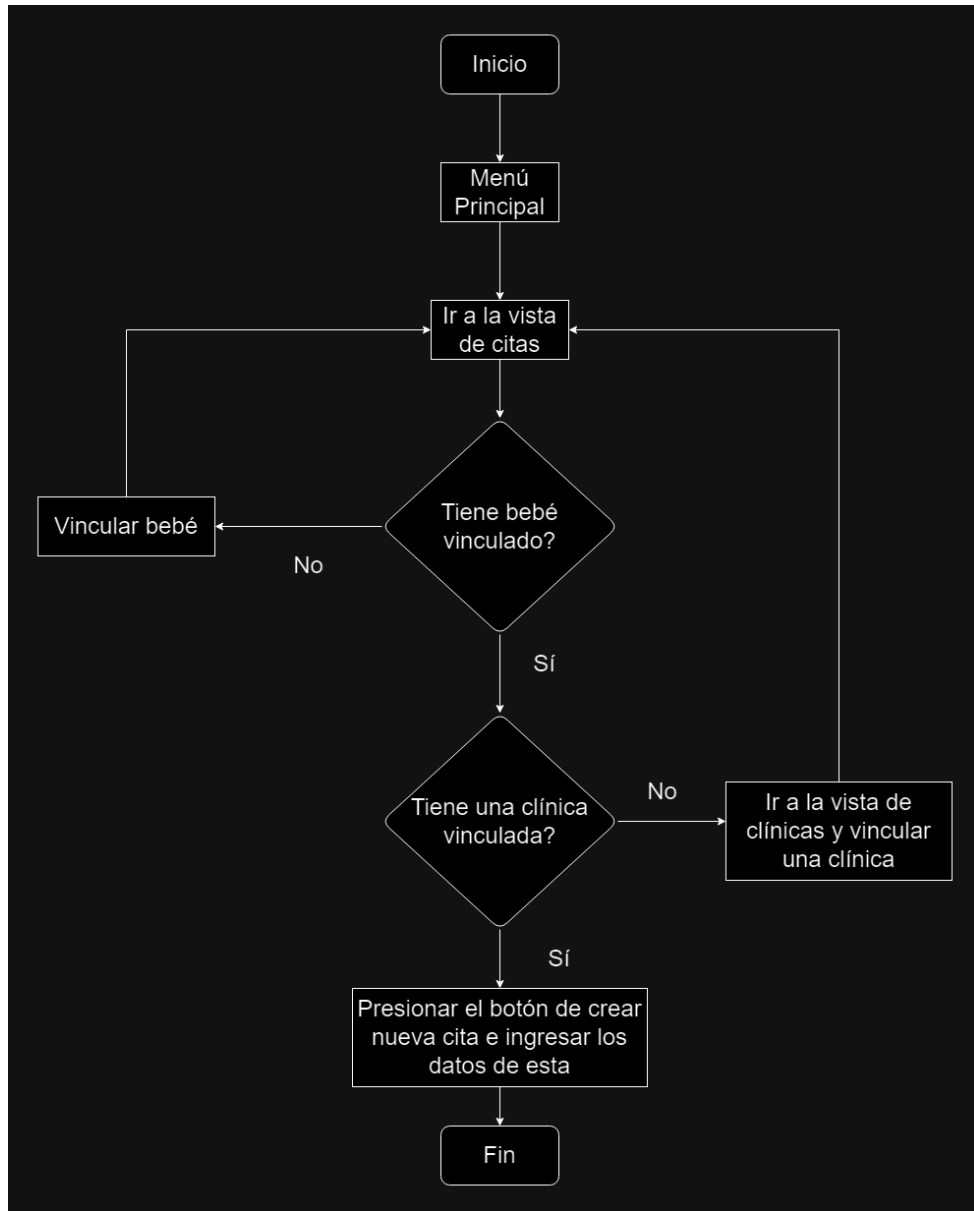 Inicio
Menú
Principal
Ir a la vista
de citas
Tiene bebé
vinculado?
No
Vincular bebé
Sí
Tiene una clínica
vinculada?
No
Ir a la vista de
clínicas y vincular
una clínica
Sí
Presionar el botón de crear
nueva cita e ingresar los
datos de esta
Fin